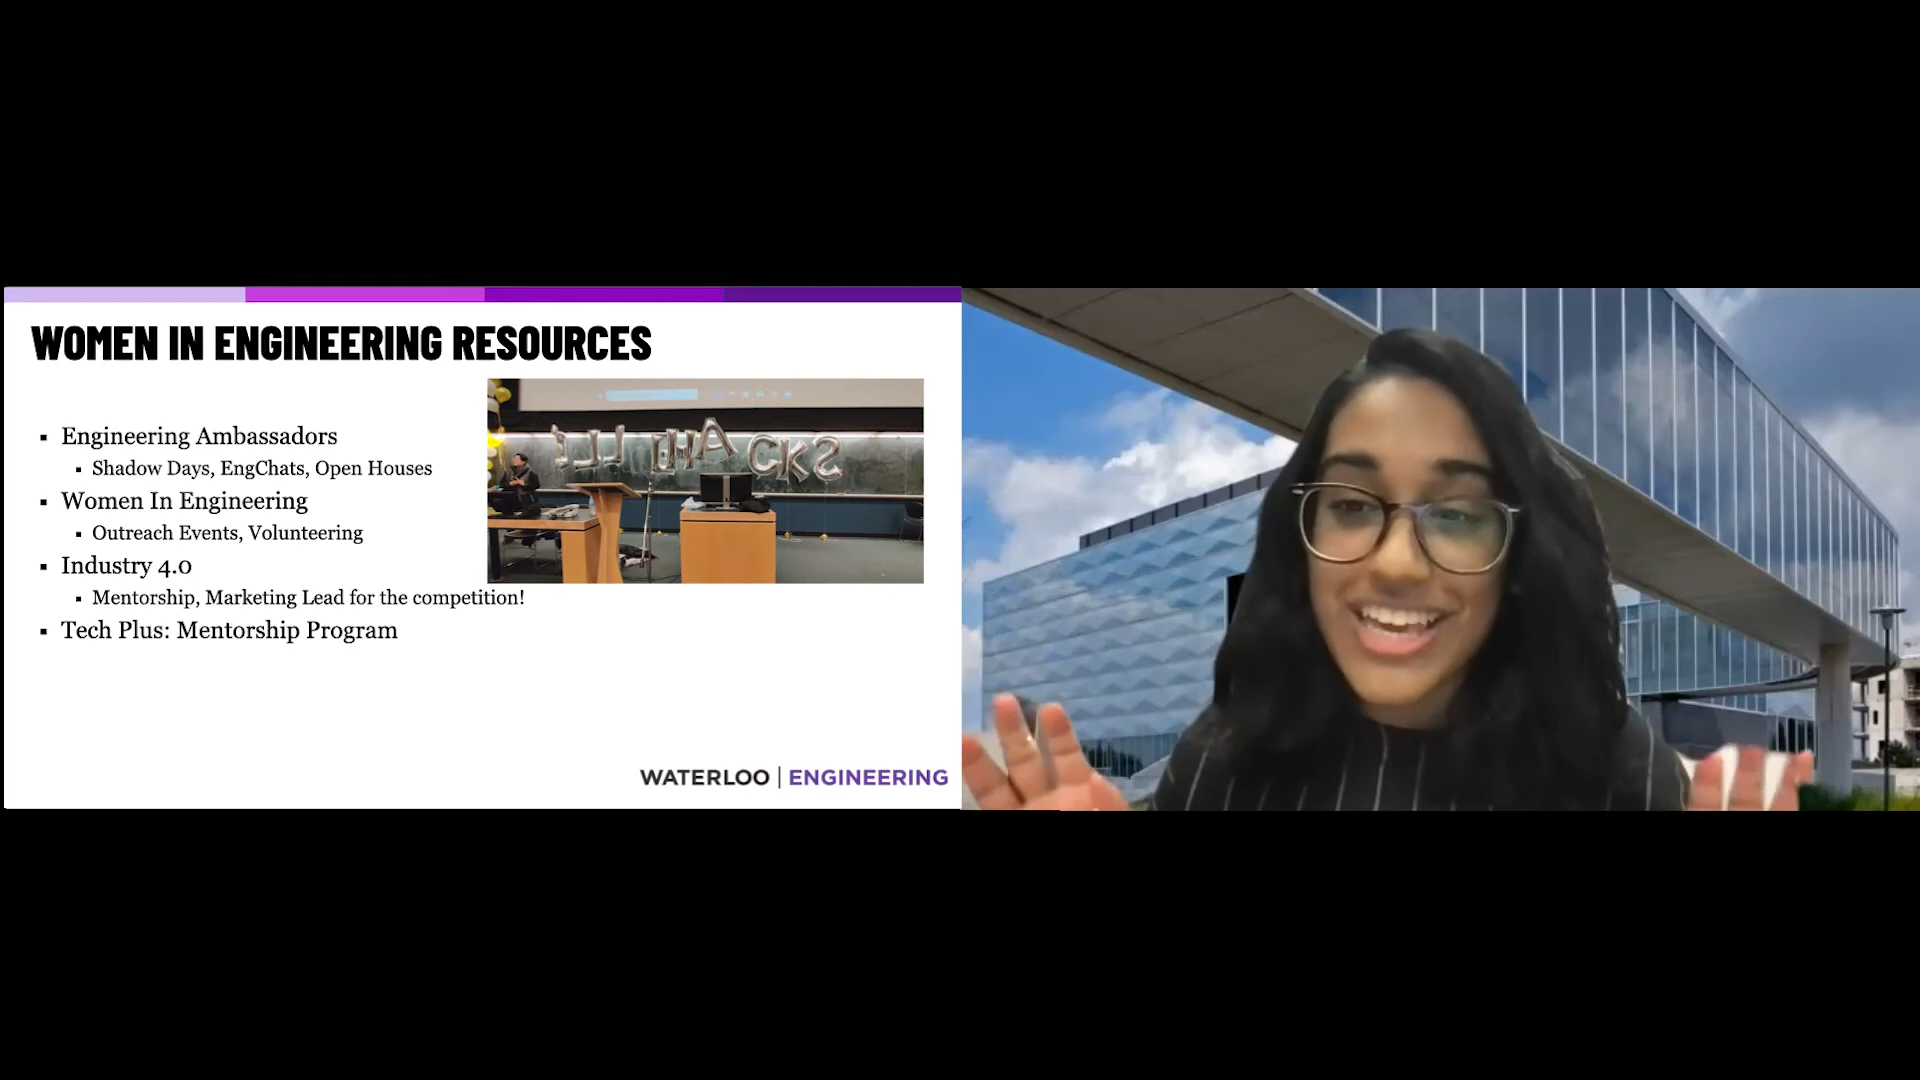 WOMEN IN ENGINEERING RESOURCES
Engineering Ambassadors
Shadow Days, EngChats, Open Houses
Women In Engineering
Outreach Events, Volunteering
Industry 4.0
Mentorship, Marketing Lead for the competition!
Tech Plus: Mentorship Program
WATERLOO | ENGINEERING